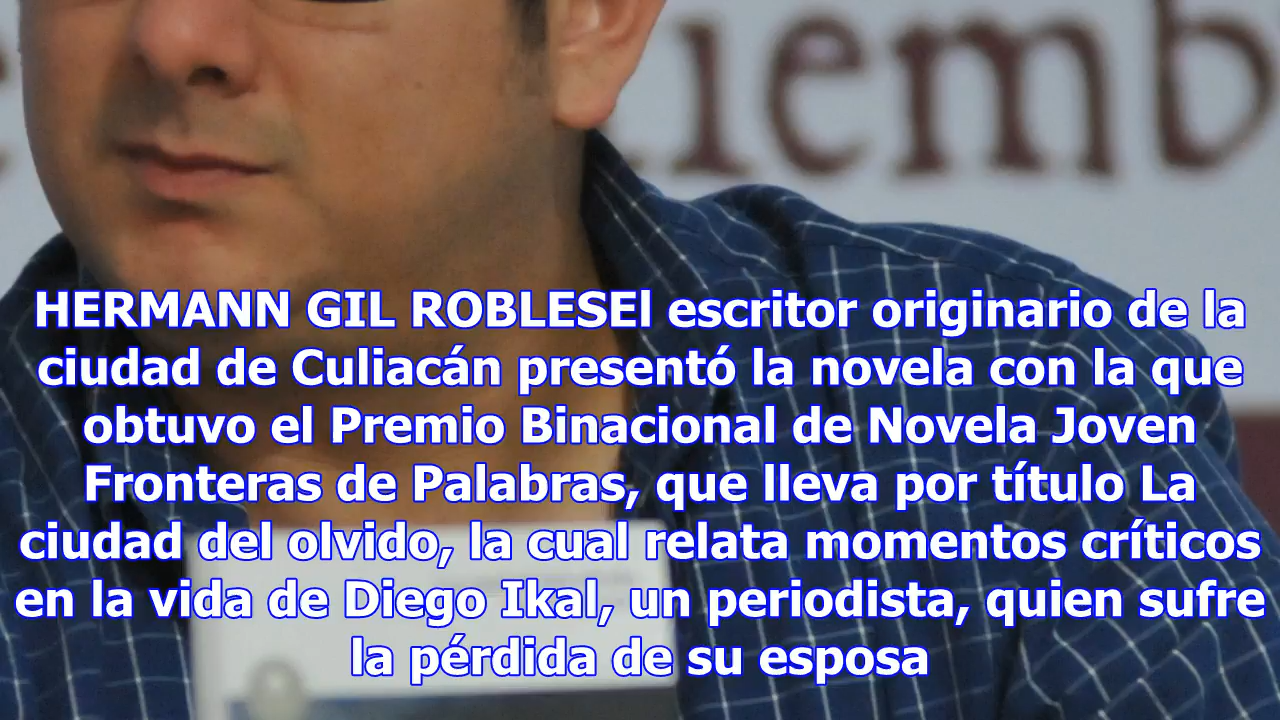 iemb
HERMANN GIL ROBLESEl escritor originario de la
ciudad de Culiacán presentó la novela con la que
obtuvo el Premio Binacional de Novela Joven
Fronteras de Palabras, que lleva por título La
ciudad del olvido, la cual relata momentos críticos
en la vida de Diego Ikal, un periodista, quien sufre
la pérdida de su esposa